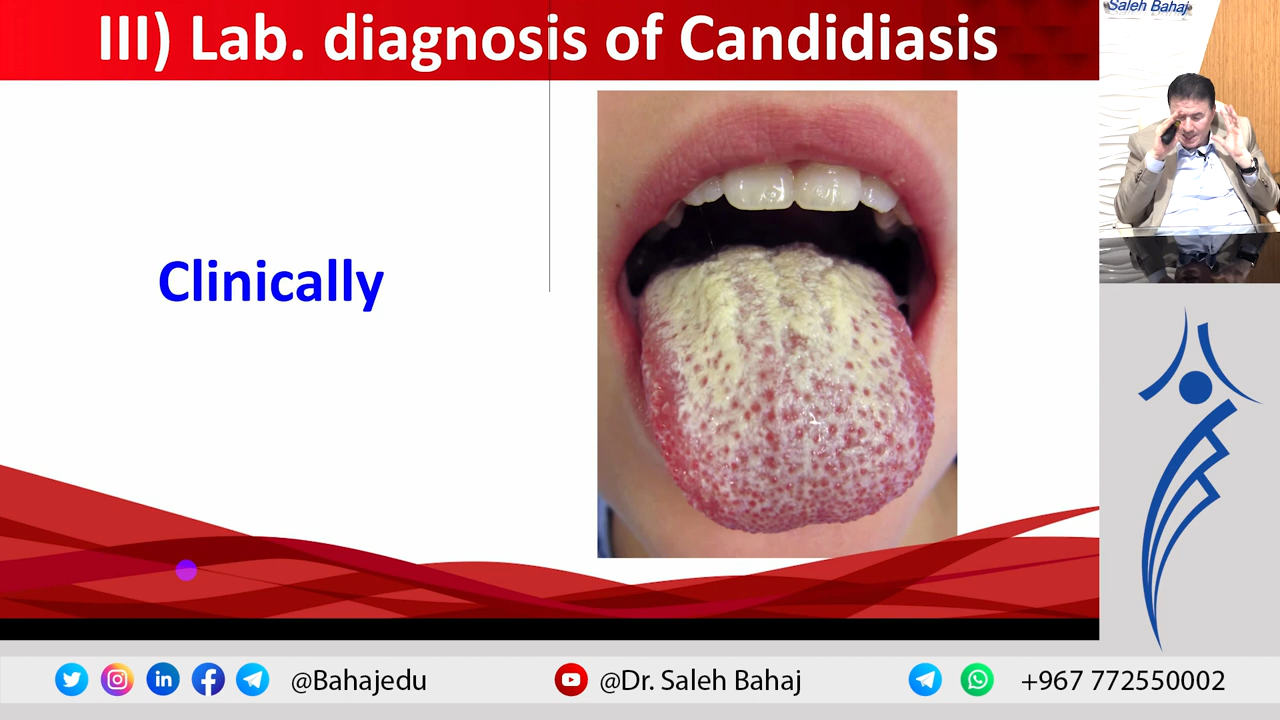 III) Lab. diagnosis of Candidiasis
Saleh Bahaj
Clinically
@Bahajedu
@Dr. Saleh Bahaj
+967 772550002